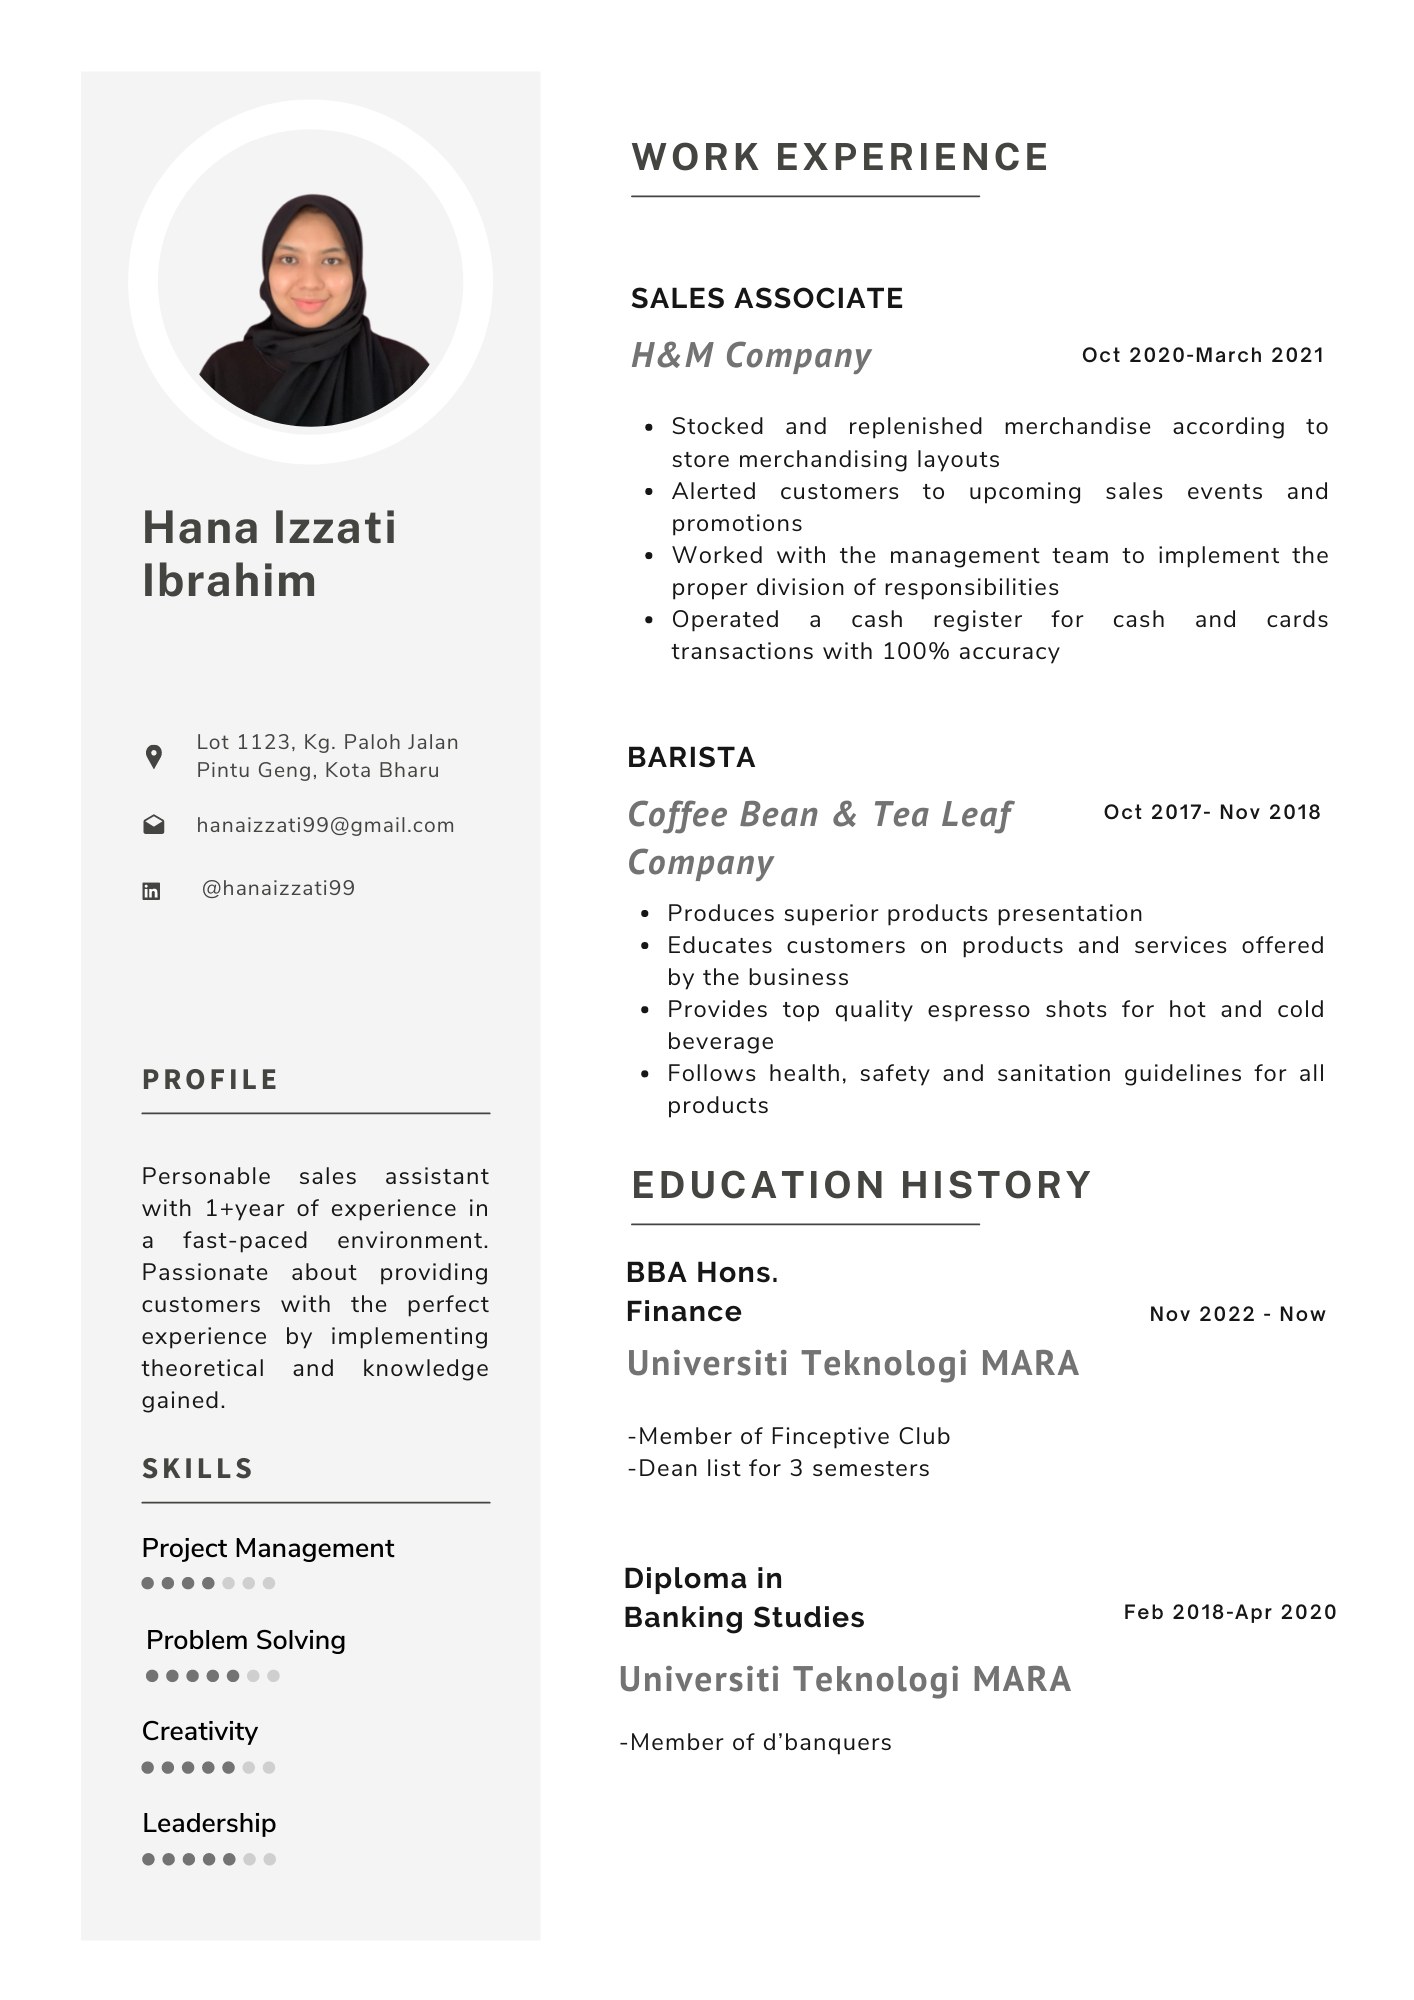 Hana Izzati
Ibrahim
Lot 1123, Kg. Paloh Jalan
Pintu Geng, Kota Bharu
hanaizzati99@gmail.com
in
@hanaizzati99
PROFILE
Personable sales assistant
with 1+year of experience in
a fast-paced environment.
Passionate about providing
customers with the perfect
experience by implementing
theoretical and knowledge
gained.
SKILLS
Project Management
Problem Solving
Creativity
Leadership
WORK EXPERIENCE
SALES ASSOCIATE
H&M Company
Oct 2020-March 2021
• Stocked and replenished merchandise according to
store merchandising layouts
• Alerted customers to upcoming sales events and
promotions
• Worked with the management team to implement the
proper division of responsibilities
• Operated a cash register for cash and cards
transactions with 100% accuracy
BARISTA
Coffee Bean & Tea Leaf
Company
Oct 2017- Nov 2018
• Produces superior products presentation
• Educates customers on products and services offered
by the business
• Provides top quality espresso shots for hot and cold
beverage
• Follows health, safety and sanitation guidelines for all
products
EDUCATION HISTORY
BBA Hons.
Finance
Nov 2022 - Now
Universiti Teknologi MARA
-Member of Finceptive Club
-Dean list for 3 semesters
Diploma in
Banking Studies
Feb 2018-Apr 2020
Universiti Teknologi MARA
-Member of d’banquers